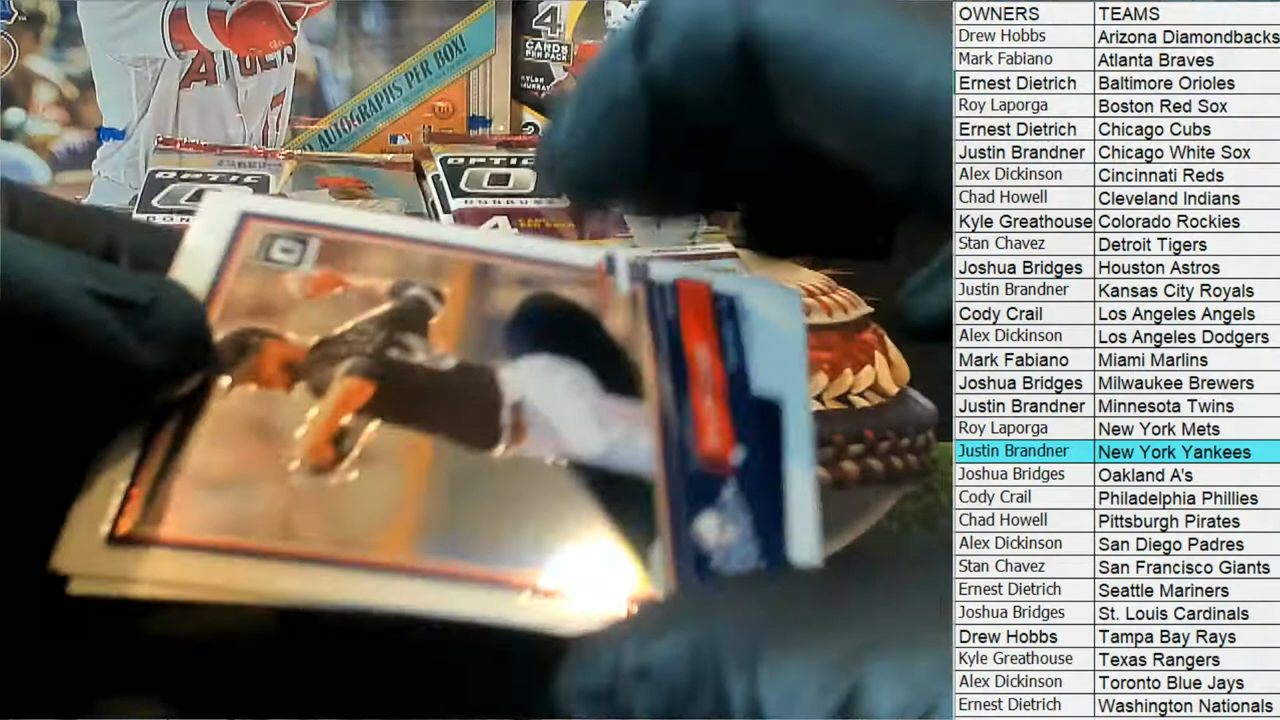 4
CARDS
PER PACK
AUTOGRAPHS PER BOX!
KYLER
MURRAY
OPTIC
OPTIC
DONRUSS
OWNERS TEAMS
Drew Hobbs Arizona Diamondbacks
Mark Fabiano Atlanta Braves
Ernest Dietrich Baltimore Orioles
Roy Laporga Boston Red Sox
Ernest Dietrich Chicago Cubs
Justin Brandner Chicago White Sox
Alex Dickinson Cincinnati Reds
Chad Howell Cleveland Indians
Kyle Greathouse Colorado Rockies
Stan Chavez Detroit Tigers
Joshua Bridges Houston Astros
Justin Brandner Kansas City Royals
Cody Crail Los Angeles Angels
Alex Dickinson Los Angeles Dodgers
Mark Fabiano Miami Marlins
Joshua Bridges Milwaukee Brewers
Justin Brandner Minnesota Twins
Roy Laporga New York Mets
Justin Brandner New York Yankees
Joshua Bridges Oakland A's
Cody Crail Philadelphia Phillies
Chad Howell Pittsburgh Pirates
Alex Dickinson San Diego Padres
Stan Chavez San Francisco Giants
Ernest Dietrich Seattle Mariners
Joshua Bridges St. Louis Cardinals
Drew Hobbs Tampa Bay Rays
Kyle Greathouse Texas Rangers
Alex Dickinson Toronto Blue Jays
Ernest Dietrich Washington Nationals